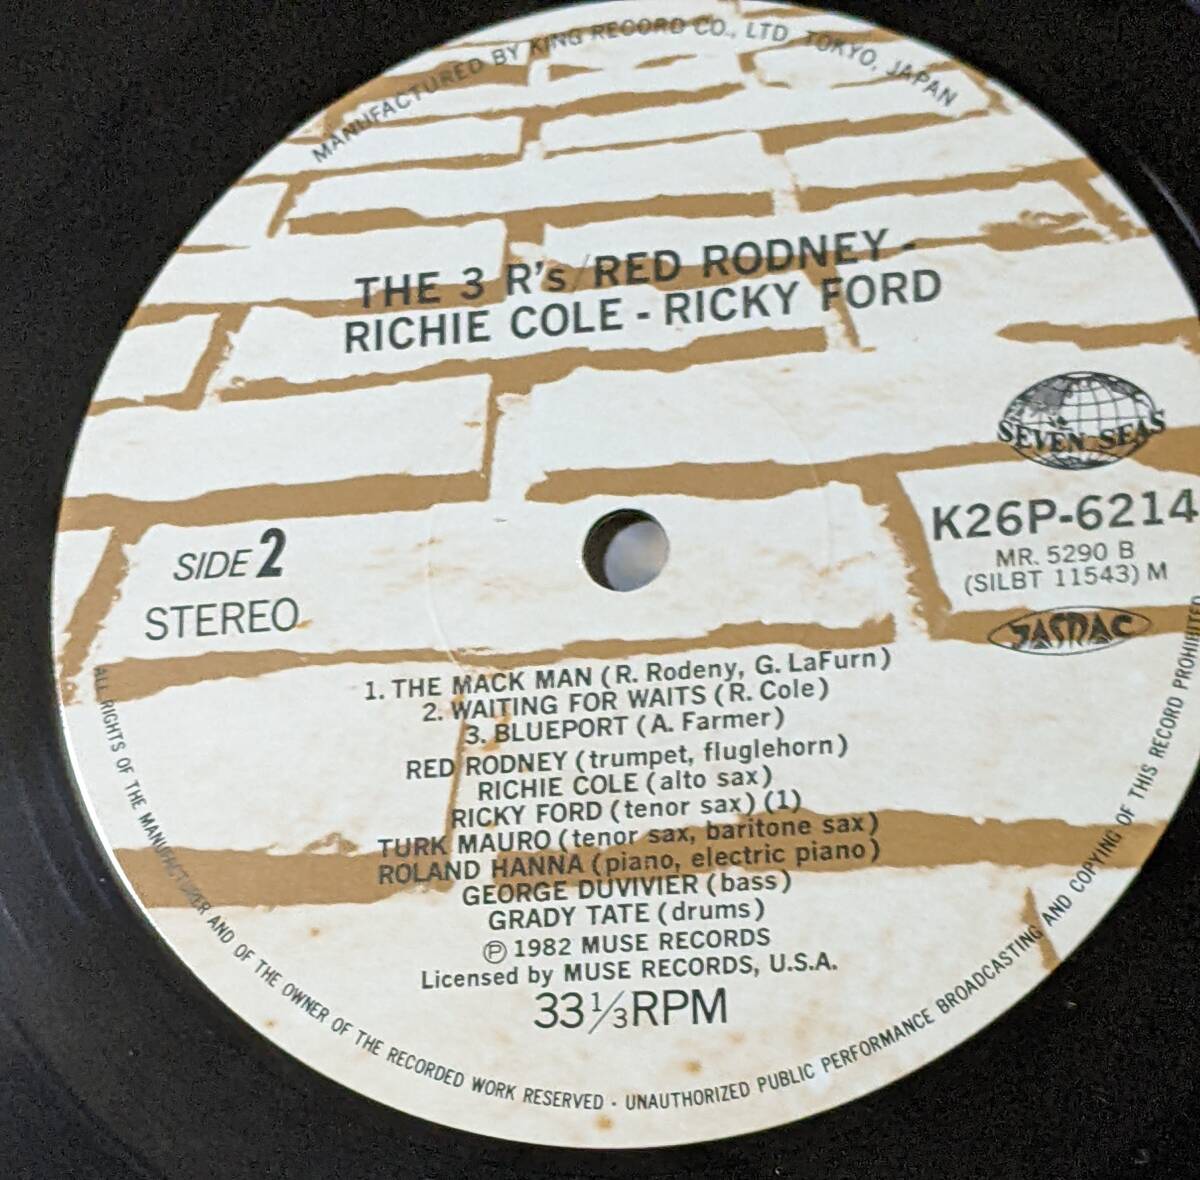 MANUFACTURED BY KING RECORD CO., LTD. TOKYO, JAPAN
THE 3 R's/RED RODNEY -
RICHIE COLE - RICKY FORD
SEVEN SEAS
K26P-6214
MR. 5290 B
(SILBT 11543) M
JASRAC
SIDE 2
STEREO
1. THE MACK MAN (R. Rodeny, G. LaFurn)
2. WAITING FOR WAITS (R. Cole)
3. BLUEPORT (A. Farmer)
RED RODNEY (trumpet, fluglehorn)
RICHIE COLE (alto sax)
RICKY FORD (tenor sax) (1)
TURK MAURO (tenor sax, baritone sax)
ROLAND HANNA (piano, electric piano)
GEORGE DUVIVIER (bass)
GRADY TATE (drums)
Ⓟ 1982 MUSE RECORDS
Licensed by MUSE RECORDS, U.S.A.
33 1/3 RPM
ALL RIGHTS OF THE MANUFACTURER AND OF THE OWNER OF THE RECORDED WORK RESERVED · UNAUTHORIZED PUBLIC PERFORMANCE BROADCASTING AND COPYING OF THIS RECORD PROHIBITED